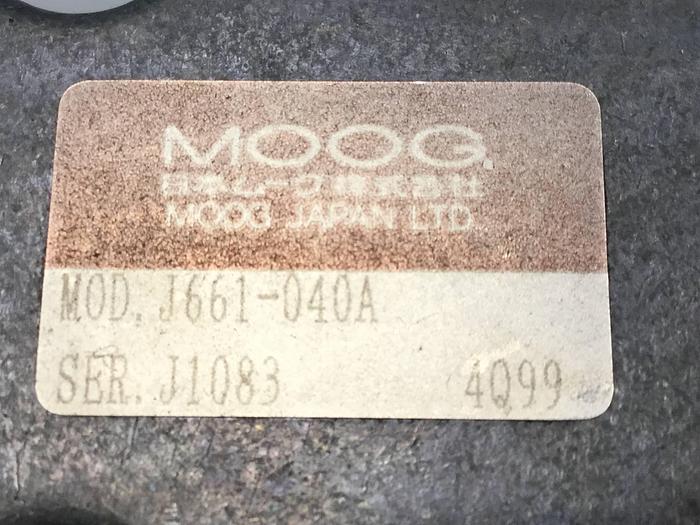 MOOG
日本ムーグ株式会社
MOOG JAPAN LTD
MOD. J661-040A
SER. J1083 4Q99